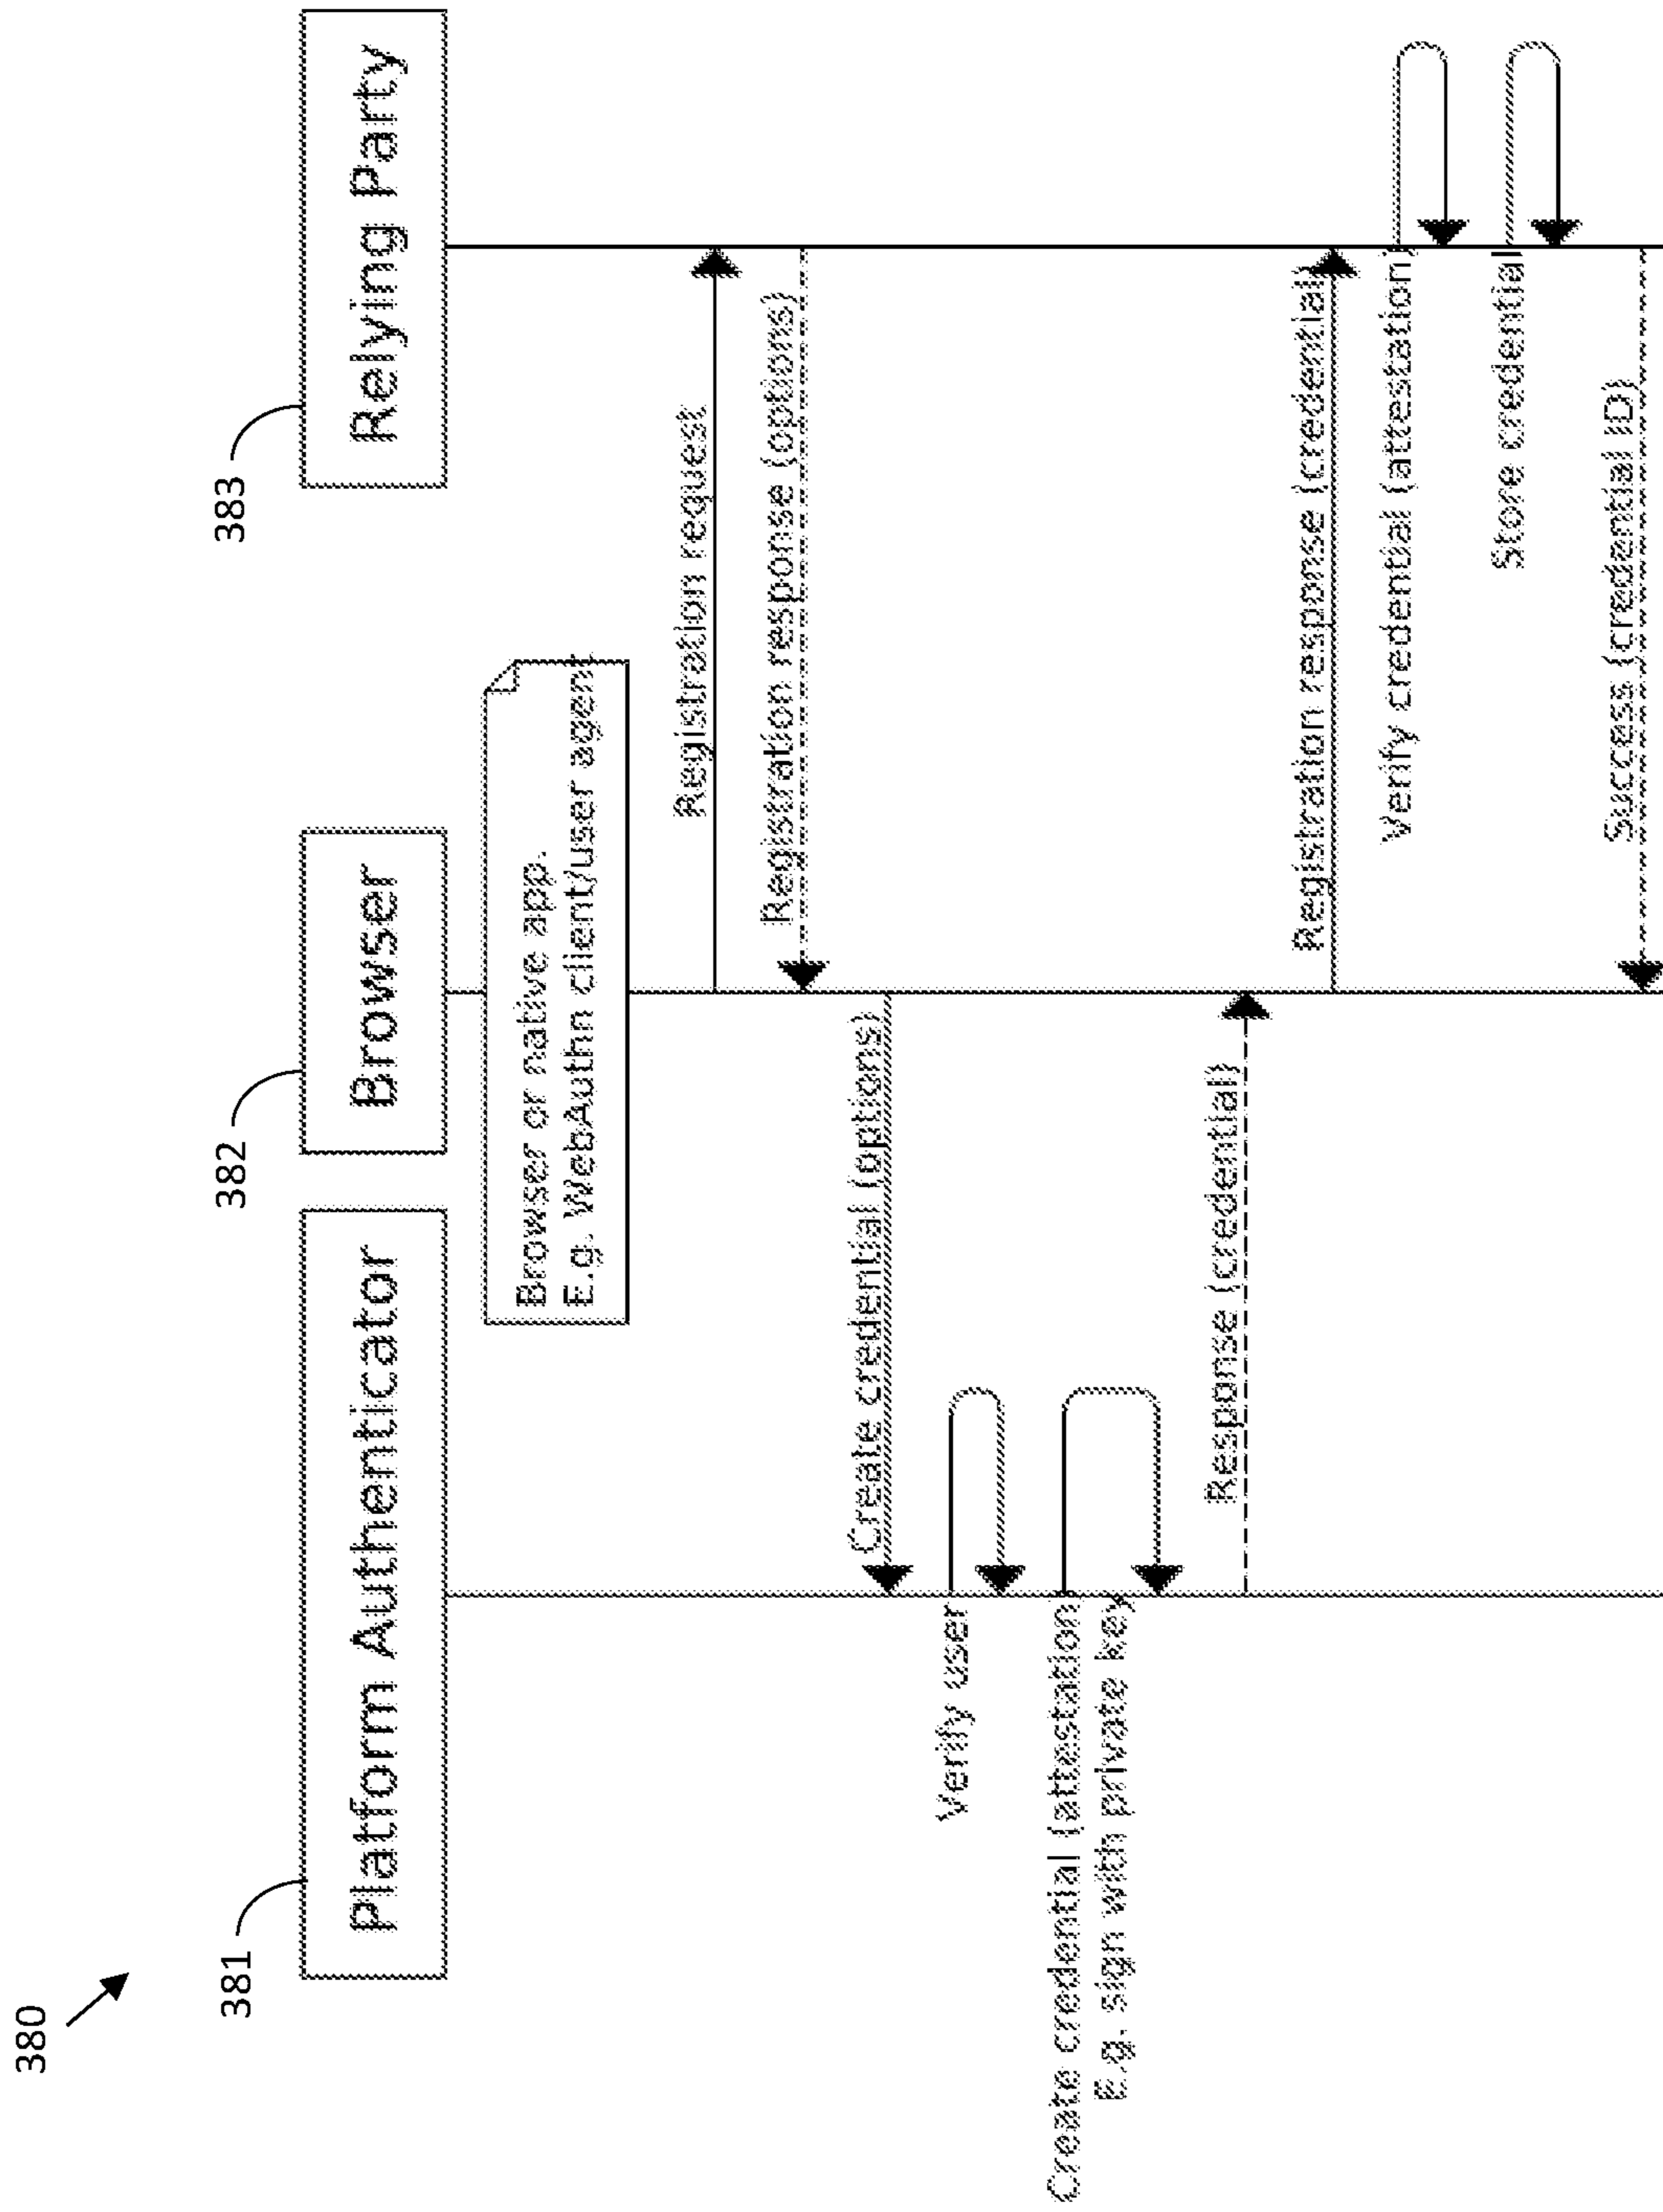 380
381
382
383
Platform Authenticator
Browser
Relying Party
Browser or native app.
E.g. WebAuthn client/user agent
Registration request
Registration response (options)
Create credential (options)
Verify user
Create credential (attestation)
E.g. sign with private key
Response (credential)
Registration response (credential)
Verify credential (attestation)
Store credential
Success (credential ID)